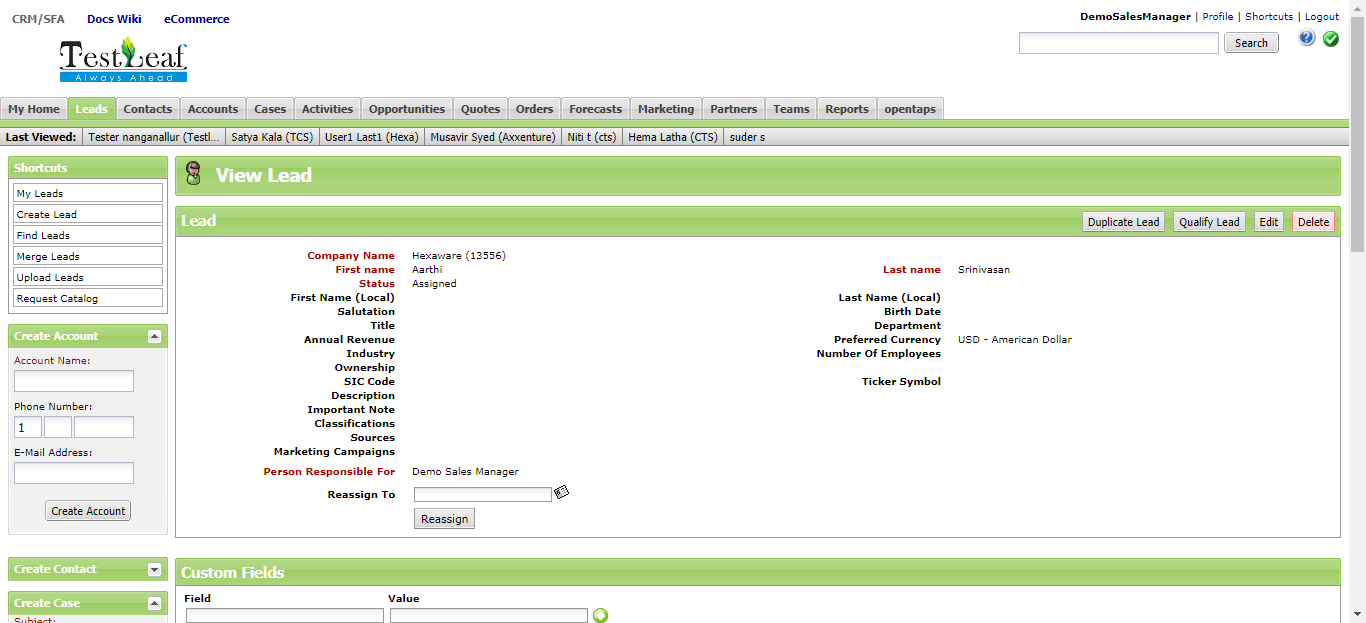 CRM/SFA Docs Wiki eCommerce
DemoSalesManager | Profile | Shortcuts | Logout
Search
TestLeaf
Always Ahead
My Home Leads Contacts Accounts Cases Activities Opportunities Quotes Orders Forecasts Marketing Partners Teams Reports opentaps
Last Viewed: Tester nanganallur (Testl... Satya Kala (TCS) User1 Last1 (Hexa) Musavir Syed (Axxenture) Niti t (cts) Hema Latha (CTS) suder s
Shortcuts
My Leads
Create Lead
Find Leads
Merge Leads
Upload Leads
Request Catalog
Create Account
Account Name:
Phone Number:
1
E-Mail Address:
Create Account
Create Contact
Create Case
Subject:
View Lead
Lead Duplicate Lead Qualify Lead Edit Delete
Company Name Hexaware (13556)
First name Aarthi Last name Srinivasan
Status Assigned
First Name (Local) Last Name (Local)
Salutation Birth Date
Title Department
Annual Revenue Preferred Currency USD - American Dollar
Industry Number Of Employees
Ownership
SIC Code Ticker Symbol
Description
Important Note
Classifications
Sources
Marketing Campaigns
Person Responsible For Demo Sales Manager
Reassign To
Reassign
Custom Fields
Field Value